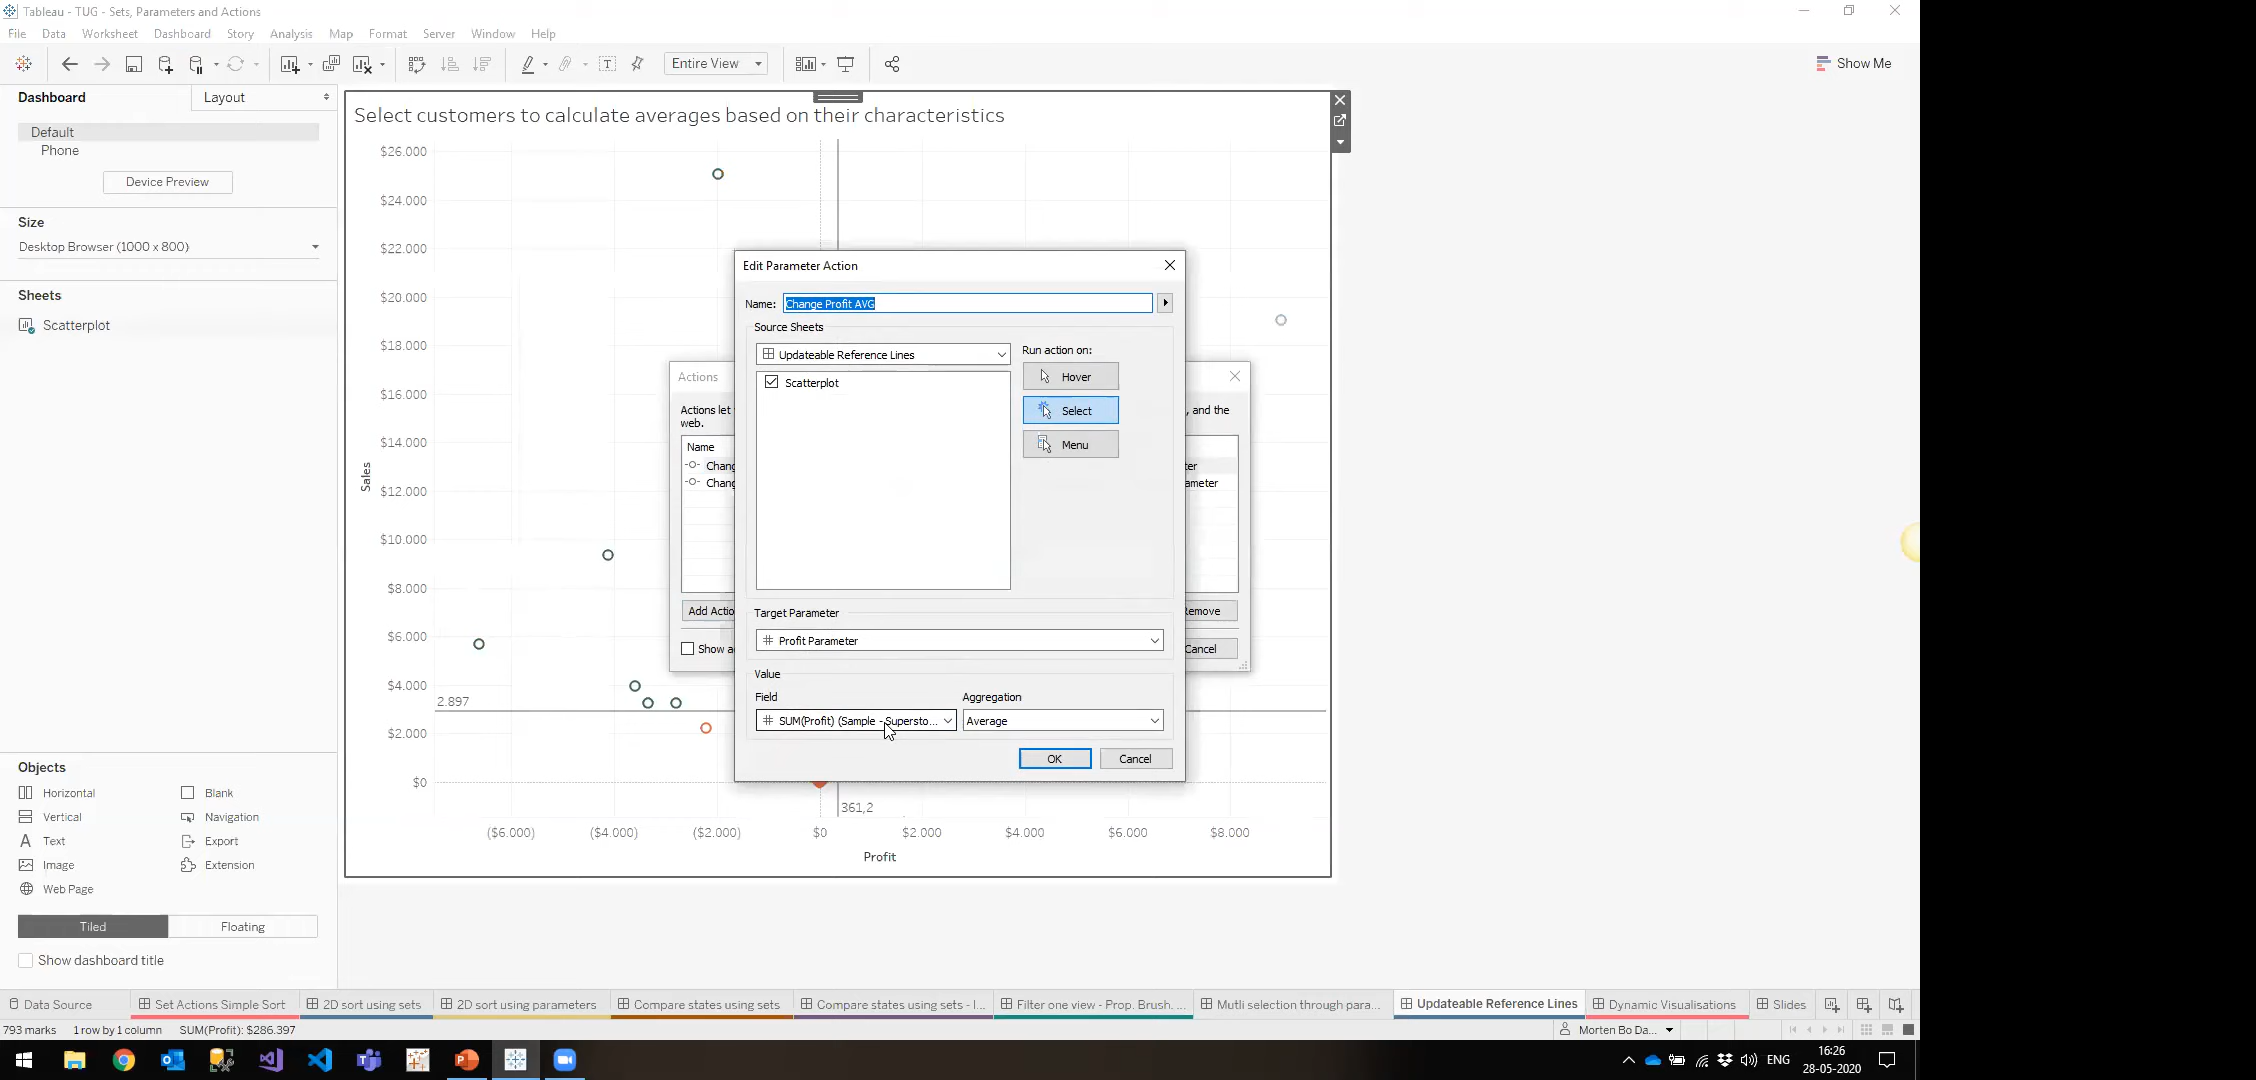 Tableau - TUG - Sets, Parameters and Actions
File Data Worksheet Dashboard Story Analysis Map Format Server Window Help
Entire View
Show Me
Dashboard Layout
Default
Phone
Device Preview
Size
Desktop Browser (1000 x 800)
Sheets
Scatterplot
Objects
Horizontal Blank
Vertical Navigation
Text Export
Image Extension
Web Page
Tiled Floating
Show dashboard title
Select customers to calculate averages based on their characteristics
Sales
$26.000
$24.000
$22.000
$20.000
$18.000
$16.000
$14.000
$12.000
$10.000
$8.000
$6.000
$4.000
2.897
$2.000
$0
361,2
($6.000) ($4.000) ($2.000) $0 $2.000 $4.000 $6.000 $8.000
Profit
Actions
Actions let , and the
web.
Name
Chang ter
Chang ameter
Add Actio Remove
Show a Cancel
Edit Parameter Action
Name: Change Profit AVG
Source Sheets
Updateable Reference Lines
Scatterplot
Run action on:
Hover
Select
Menu
Target Parameter
Profit Parameter
Value
Field Aggregation
SUM(Profit) (Sample - Supersto... Average
OK Cancel
Data Source Set Actions Simple Sort 2D sort using sets 2D sort using parameters Compare states using sets Compare states using sets - I... Filter one view - Prop. Brush. ... Mutli selection through para... Updateable Reference Lines Dynamic Visualisations Slides
793 marks 1 row by 1 column SUM(Profit): $286.397 Morten Bo Da...
ENG
16:26
28-05-2020